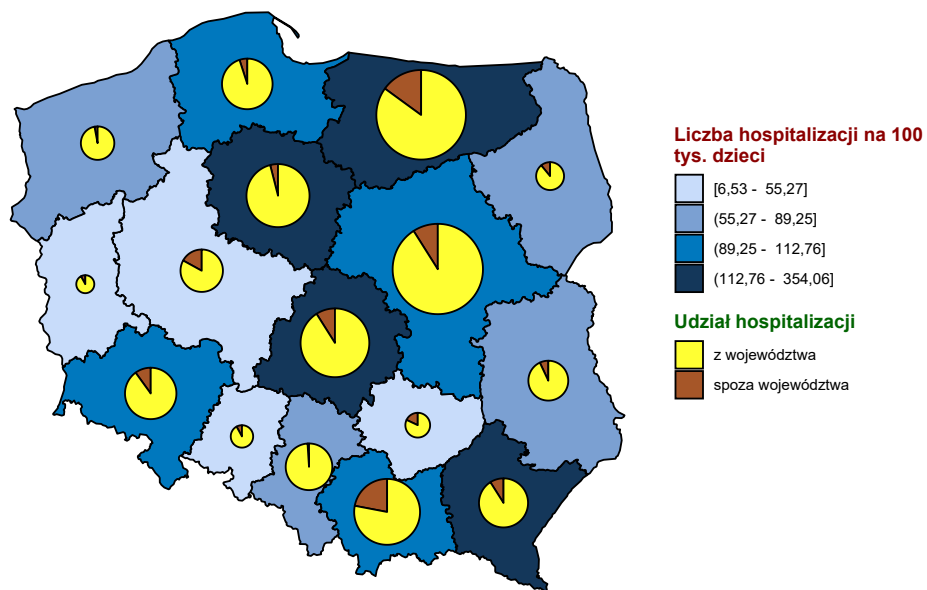 Liczba hospitalizacji na 100
tys. dzieci
[6,53 - 55,27]
(55,27 - 89,25]
(89,25 - 112,76]
(112,76 - 354,06]
Udział hospitalizacji
z województwa
spoza województwa